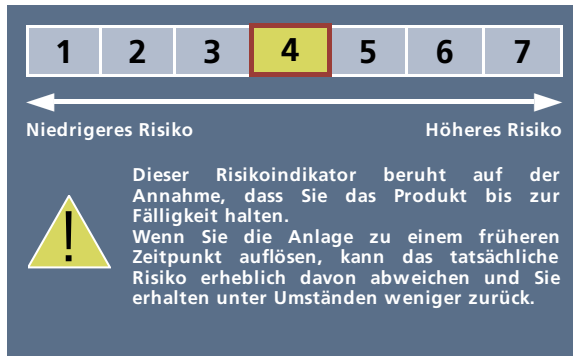 1 2 3 4 5 6 7
Niedrigeres Risiko Höheres Risiko
Dieser Risikoindikator beruht auf der
Annahme, dass Sie das Produkt bis zur
Fälligkeit halten.
Wenn Sie die Anlage zu einem früheren
Zeitpunkt auflösen, kann das tatsächliche
Risiko erheblich davon abweichen und Sie
erhalten unter Umständen weniger zurück.
!